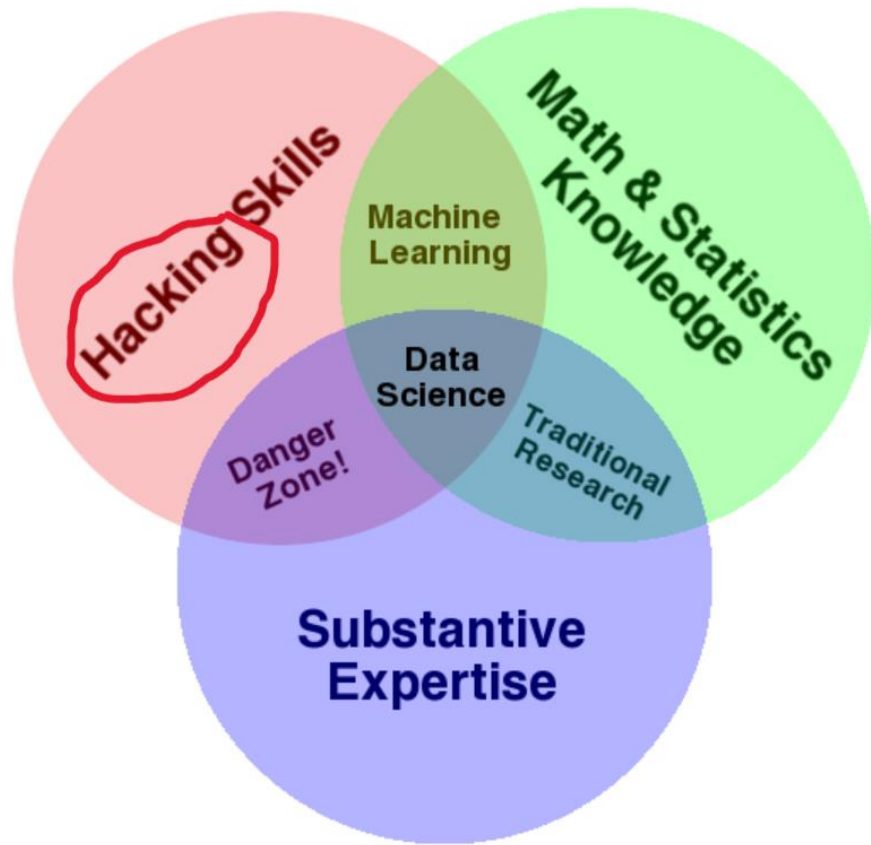 Hacking Skills
Math & Statistics
Knowledge
Machine
Learning
Data
Science
Danger
Zone!
Traditional
Research
Substantive
Expertise